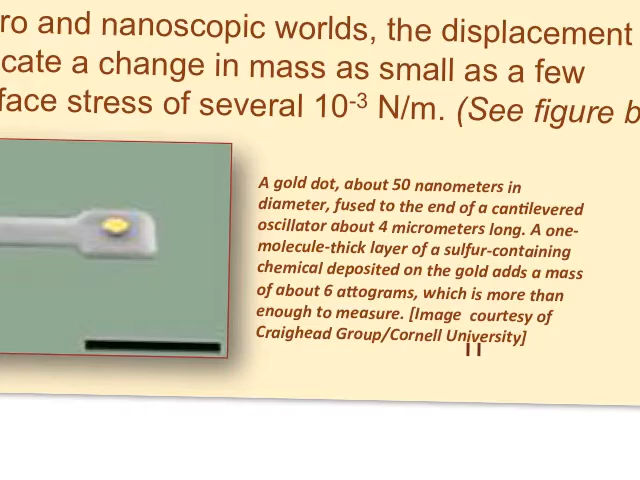 ro and nanoscopic worlds, the displacement
cate a change in mass as small as a few
face stress of several 10⁻³ N/m. (See figure b
A gold dot, about 50 nanometers in
diameter, fused to the end of a cantilevered
oscillator about 4 micrometers long. A one-
molecule-thick layer of a sulfur-containing
chemical deposited on the gold adds a mass
of about 6 attograms, which is more than
enough to measure. [Image courtesy of
Craighead Group/Cornell University]
11